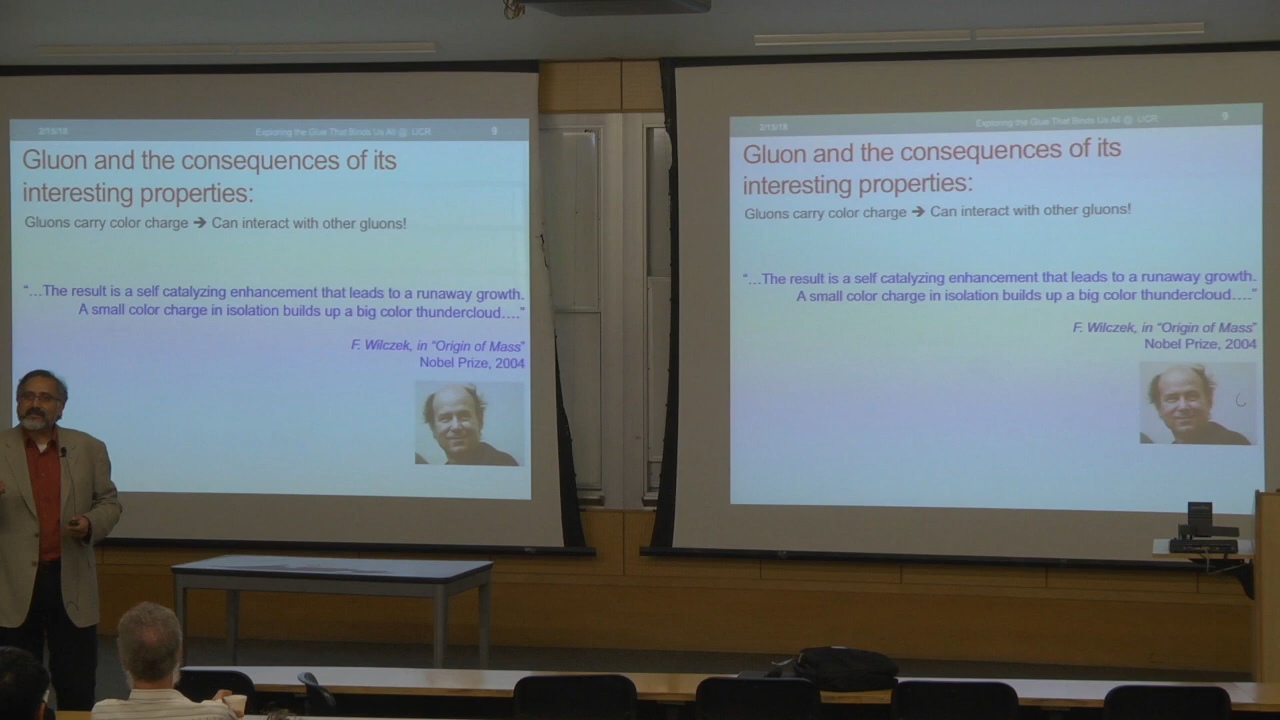 2/13/18 Exploring the Glue That Binds Us All @ UCR 9
Gluon and the consequences of its
interesting properties:
Gluons carry color charge ➔ Can interact with other gluons!
“…The result is a self catalyzing enhancement that leads to a runaway growth.
A small color charge in isolation builds up a big color thundercloud….”
F. Wilczek, in “Origin of Mass”
Nobel Prize, 2004
2/13/18 Exploring the Glue That Binds Us All @ UCR 9
Gluon and the consequences of its
interesting properties:
Gluons carry color charge ➔ Can interact with other gluons!
“…The result is a self catalyzing enhancement that leads to a runaway growth.
A small color charge in isolation builds up a big color thundercloud….”
F. Wilczek, in “Origin of Mass”
Nobel Prize, 2004